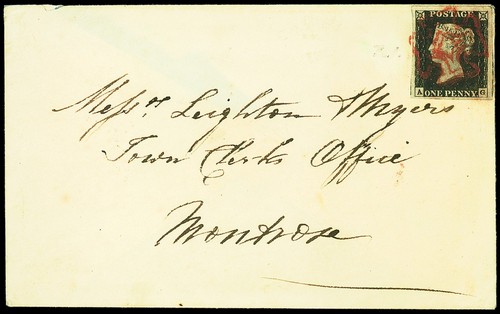 POSTAGE
A ONE PENNY G
Messrs Leighton & Myers
Town Clerks Office
Montrose